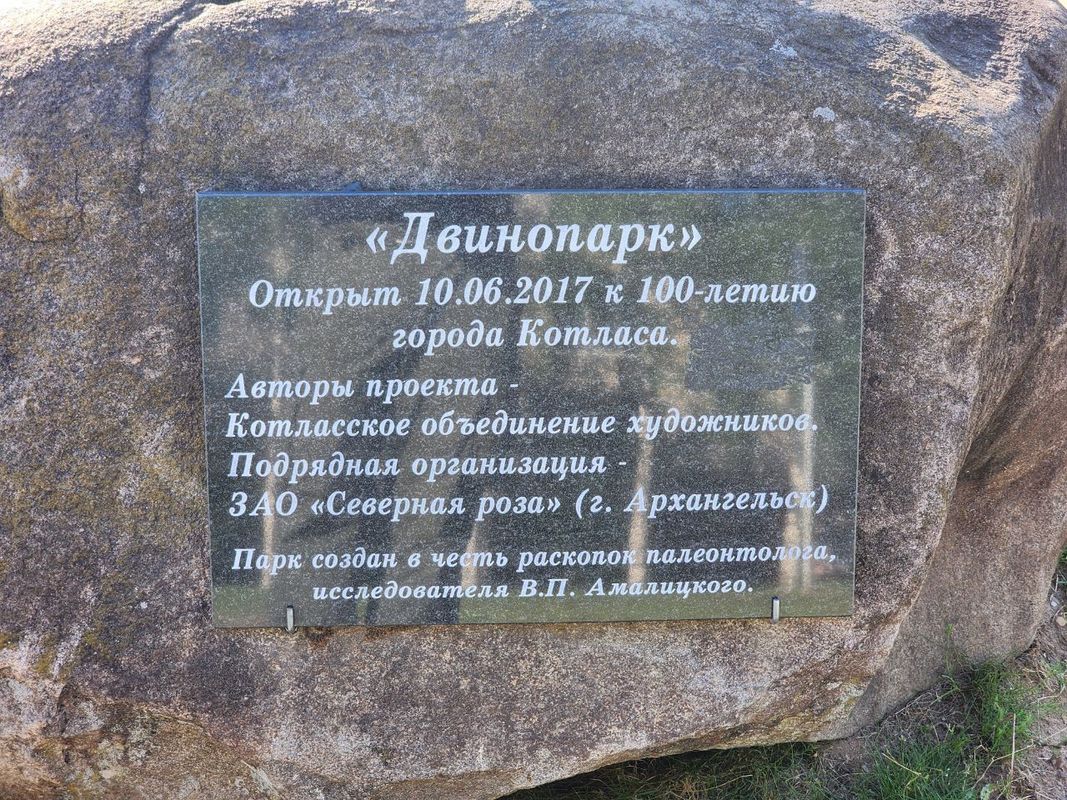 «Двинопарк»
Открыт 10.06.2017 к 100-летию
города Котласа.
Авторы проекта -
Котласское объединение художников.
Подрядная организация -
ЗАО «Северная роза» (г. Архангельск)
Парк создан в честь раскопок палеонтолога,
исследователя В.П. Амалицкого.